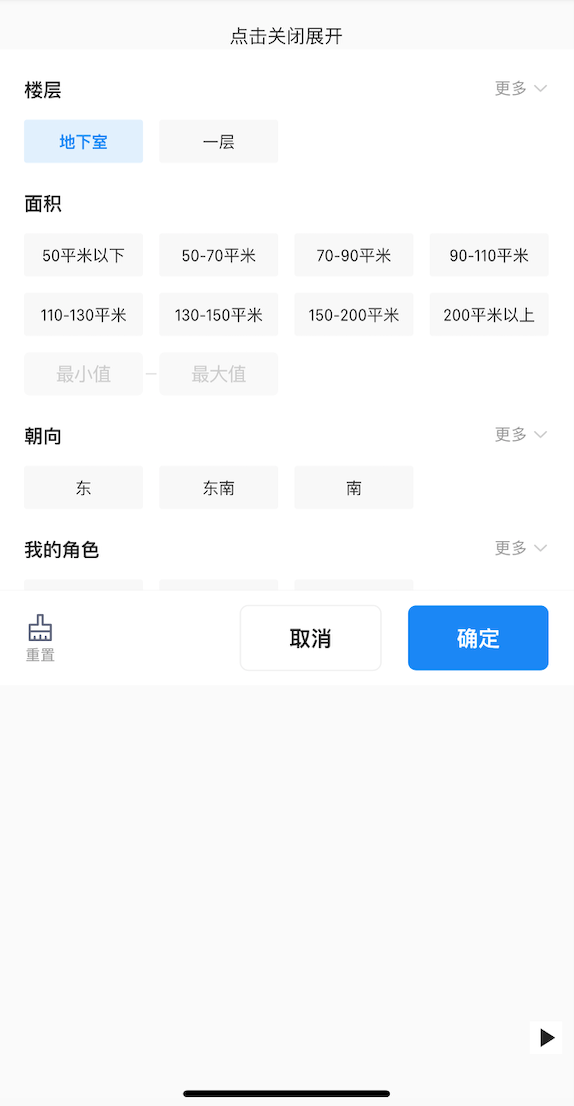 点击关闭展开
楼层 更多
地下室 一层
面积
50平米以下 50-70平米 70-90平米 90-110平米
110-130平米 130-150平米 150-200平米 200平米以上
最小值 – 最大值
朝向 更多
东 东南 南
我的角色 更多
重置 取消 确定